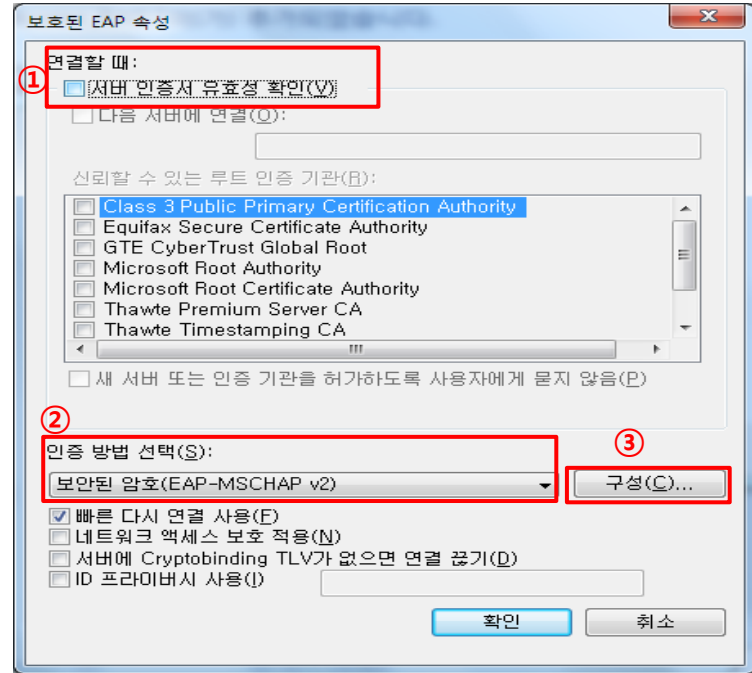 보호된 EAP 속성
연결할 때:
①
서버 인증서 유효성 확인(V)
다음 서버에 연결(O):
신뢰할 수 있는 루트 인증 기관(R):
Class 3 Public Primary Certification Authority
Equifax Secure Certificate Authority
GTE CyberTrust Global Root
Microsoft Root Authority
Microsoft Root Certificate Authority
Thawte Premium Server CA
Thawte Timestamping CA
새 서버 또는 인증 기관을 허가하도록 사용자에게 묻지 않음(P)
②
③
인증 방법 선택(S):
보안된 암호(EAP-MSCHAP v2)
구성(C)...
빠른 다시 연결 사용(F)
네트워크 액세스 보호 적용(N)
서버에 Cryptobinding TLV가 없으면 연결 끊기(D)
ID 프라이버시 사용(I)
확인
취소